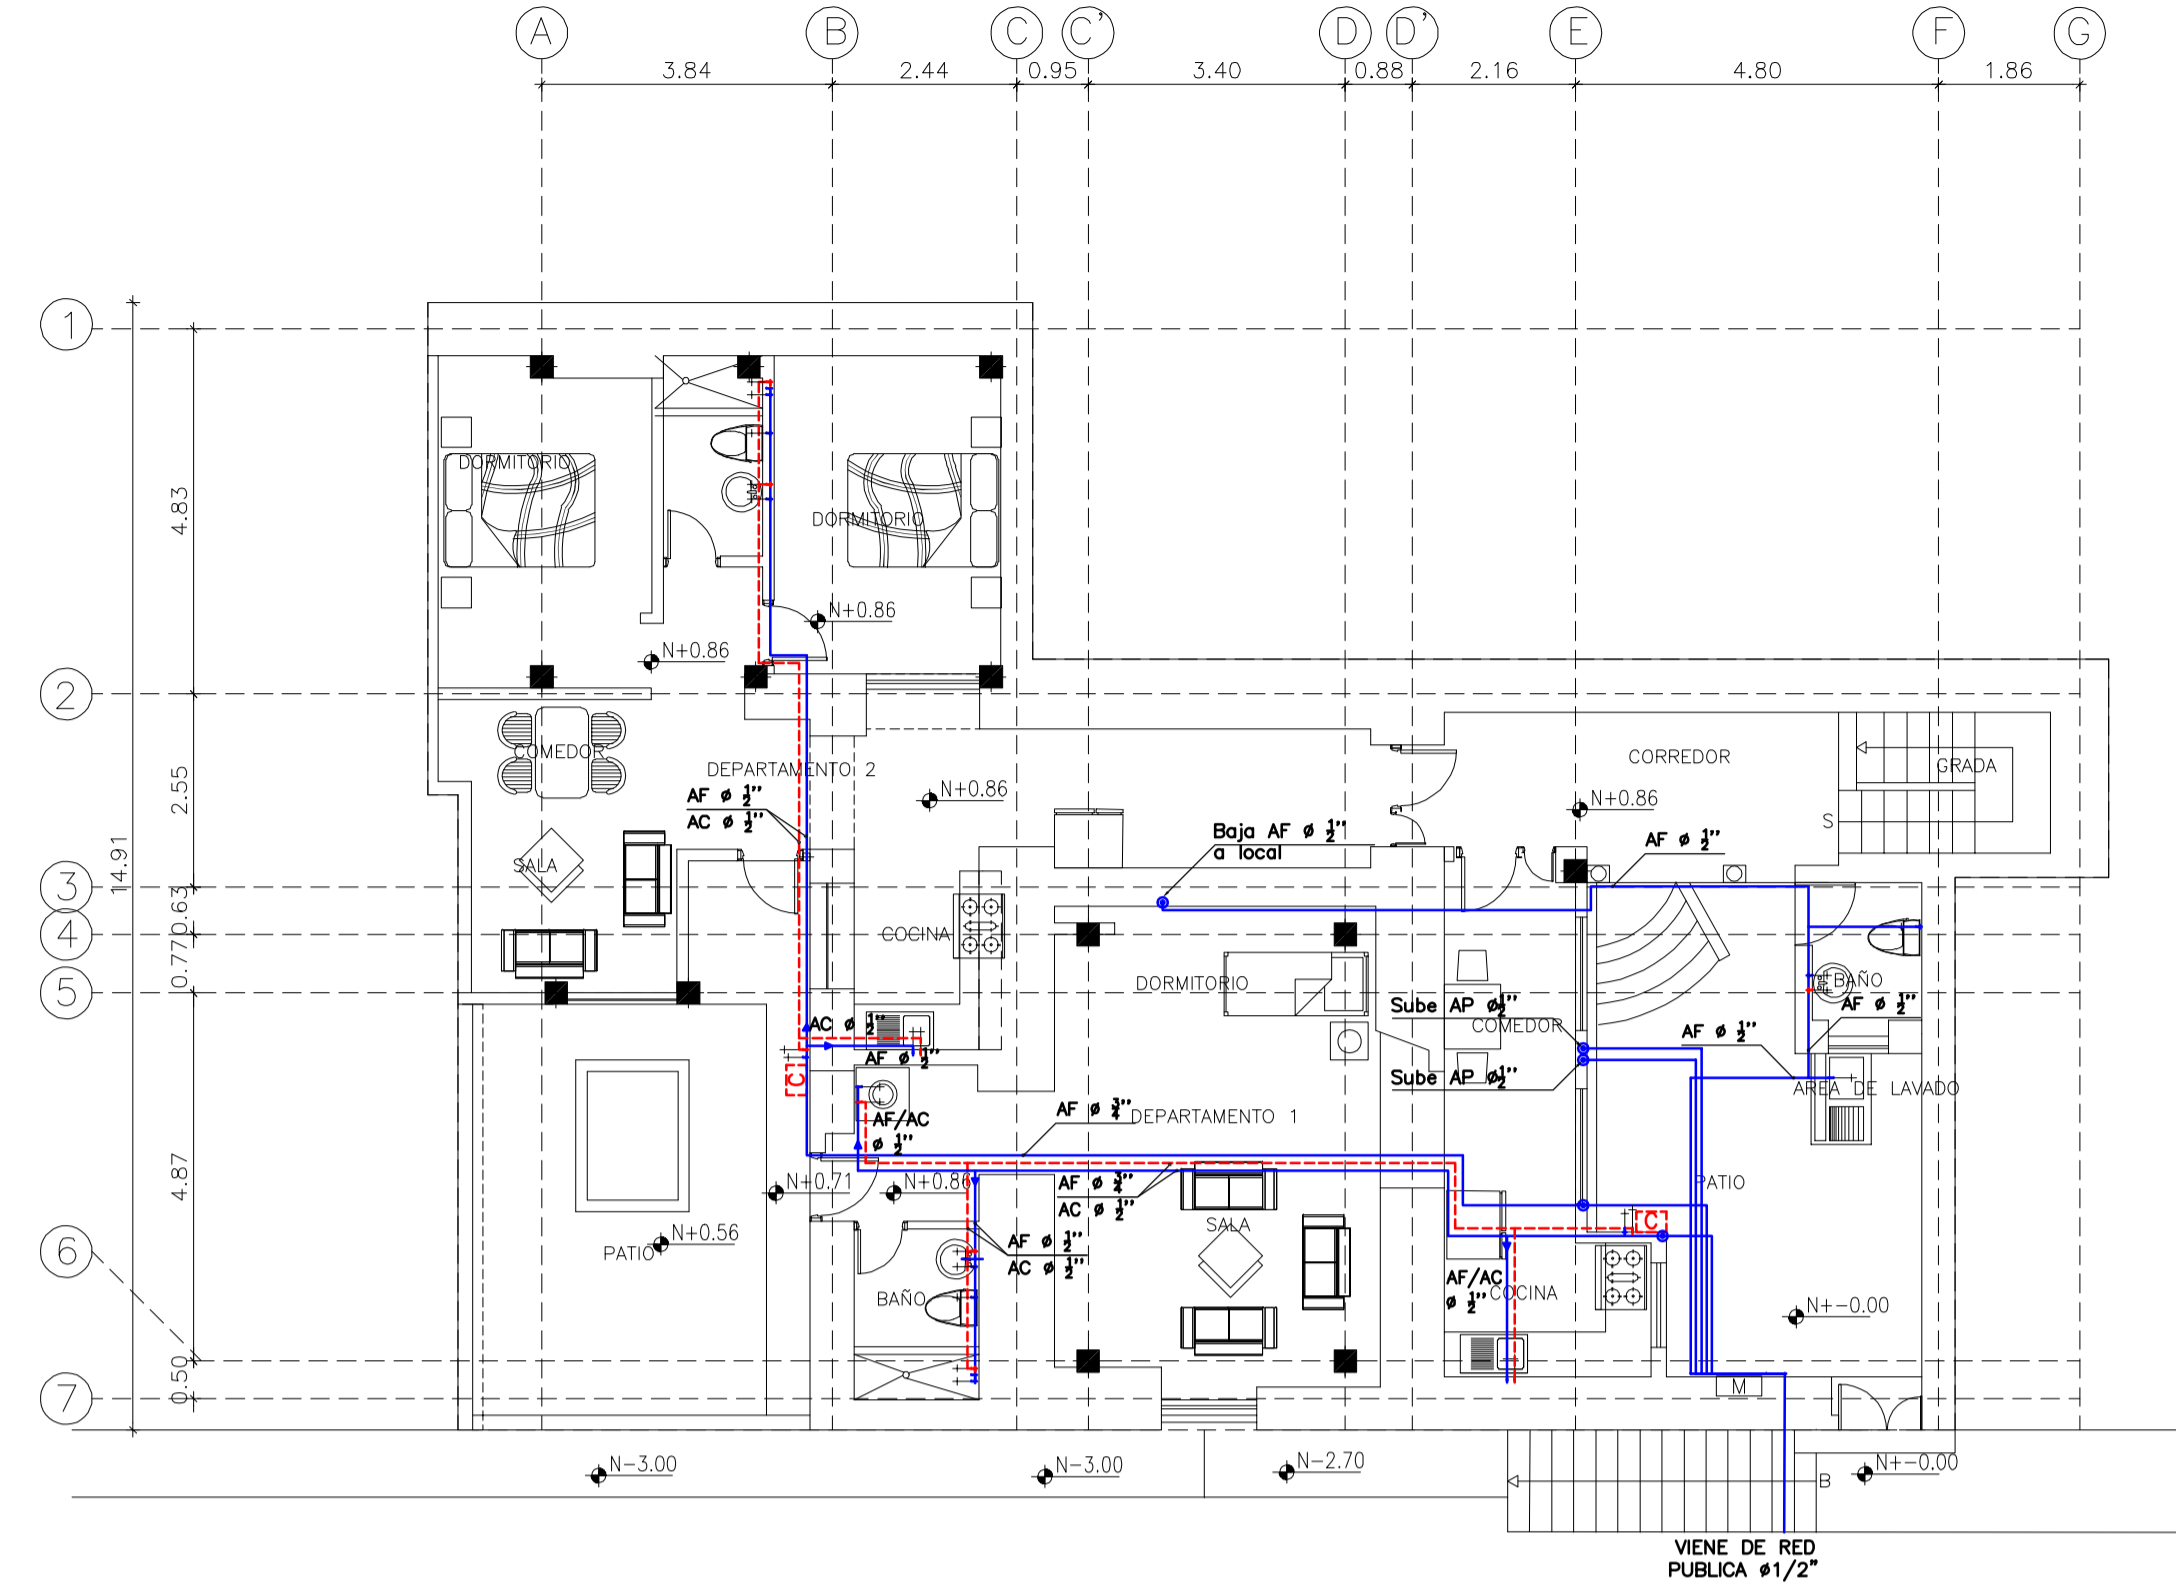 A B C C' D D' E F G
3.84 2.44 0.95 3.40 0.88 2.16 4.80 1.86
1
DORMITORIO
4.83
DORMITORIO
N+0.86
N+0.86
2
COMEDOR
DEPARTAMENTO 2
CORREDOR
GRADA
2.55
AF ø ½"
N+0.86
N+0.86
AC ø ½"
S
Baja AF ø ½"
a local
AF ø ½"
14.91
SALA
3
0.63
4
COCINA
0.77
5
DORMITORIO
BAÑO
Sube AP ø½"
AF ø ½"
AC ø ½"
COMEDOR
AF ø ½"
AF ø ½"
C
Sube AP ø½"
AREA DE LAVADO
AF/AC
ø ½"
AF ø ¾"
DEPARTAMENTO 1
4.87
N+0.71
N+0.86
AF ø ¾"
AC ø ½"
PATIO
SALA
C
N+0.56
PATIO
AF ø ½"
AC ø ½"
6
AF/AC
ø ½"
COCINA
BAÑO
N+-0.00
0.50
7
M
N-3.00
N-3.00
N-2.70
N+-0.00
B
VIENE DE RED
PUBLICA ø1/2"